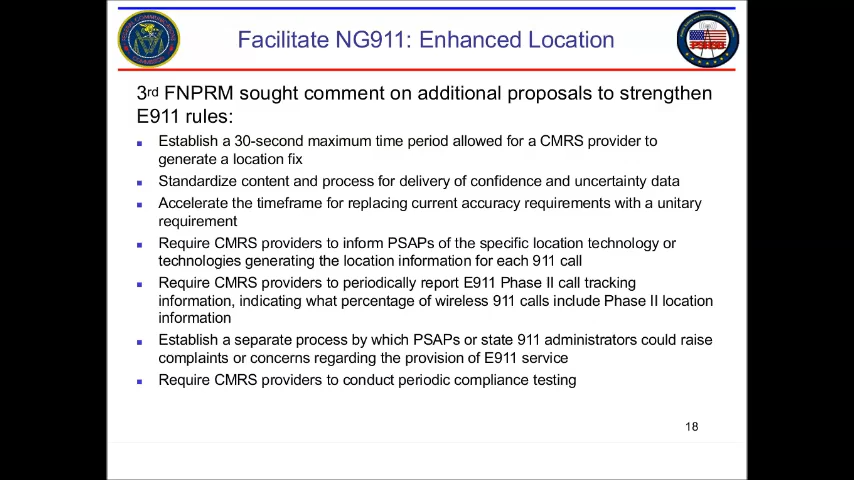 Facilitate NG911: Enhanced Location
3rd FNPRM sought comment on additional proposals to strengthen
E911 rules:
Establish a 30-second maximum time period allowed for a CMRS provider to
generate a location fix
Standardize content and process for delivery of confidence and uncertainty data
Accelerate the timeframe for replacing current accuracy requirements with a unitary
requirement
Require CMRS providers to inform PSAPs of the specific location technology or
technologies generating the location information for each 911 call
Require CMRS providers to periodically report E911 Phase II call tracking
information, indicating what percentage of wireless 911 calls include Phase II location
information
Establish a separate process by which PSAPs or state 911 administrators could raise
complaints or concerns regarding the provision of E911 service
Require CMRS providers to conduct periodic compliance testing
18